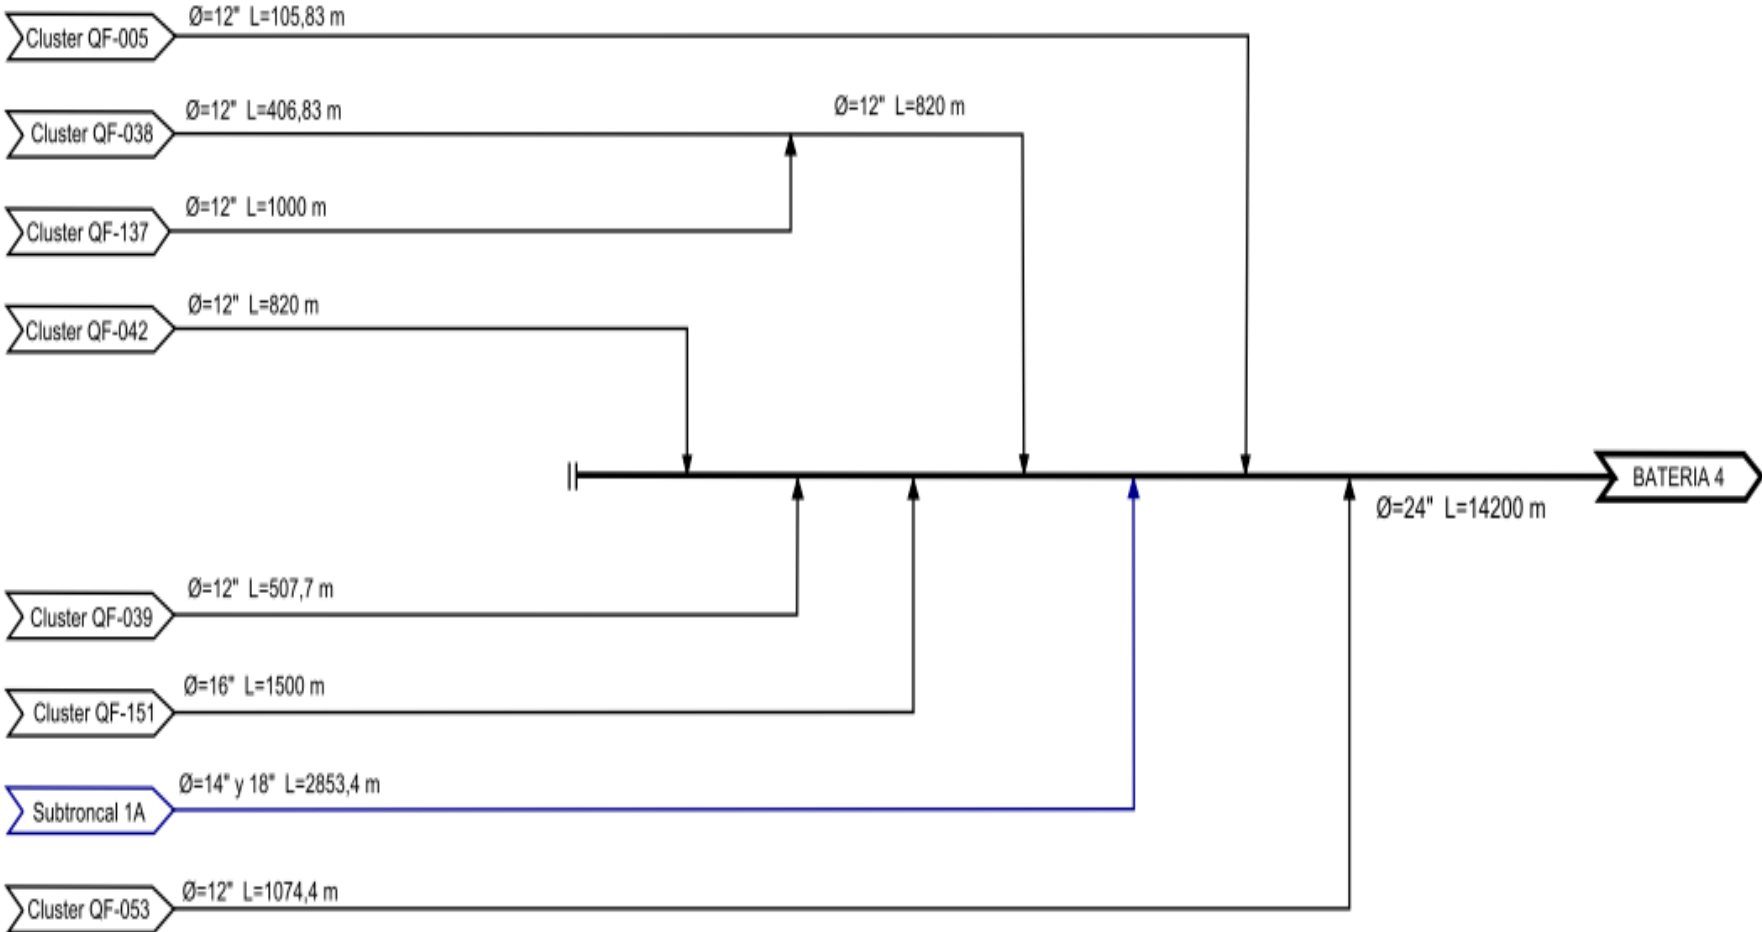 Ø=12" L=105,83 m
Cluster QF-005
Ø=12" L=406,83 m
Ø=12" L=820 m
Cluster QF-038
Ø=12" L=1000 m
Cluster QF-137
Ø=12" L=820 m
Cluster QF-042
BATERIA 4
Ø=24" L=14200 m
Ø=12" L=507,7 m
Cluster QF-039
Ø=16" L=1500 m
Cluster QF-151
Ø=14" y 18" L=2853,4 m
Subtroncal 1A
Ø=12" L=1074,4 m
Cluster QF-053